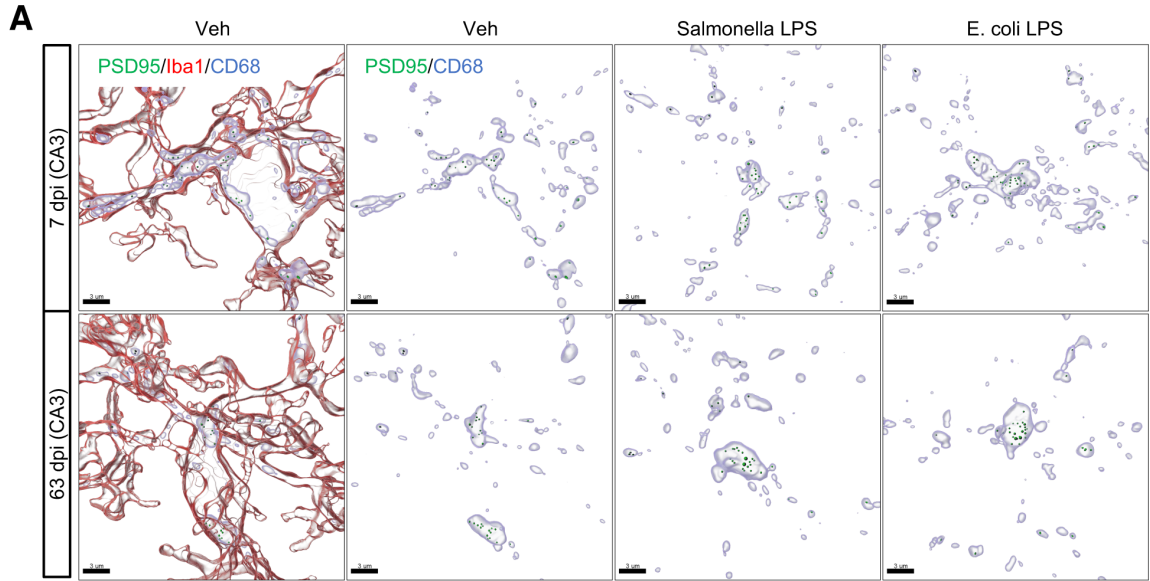 A
Veh
Veh
Salmonella LPS
E. coli LPS
7 dpi (CA3)
PSD95/Iba1/CD68
PSD95/CD68
3 um
3 um
3 um
3 um
63 dpi (CA3)
3 um
3 um
3 um
3 um